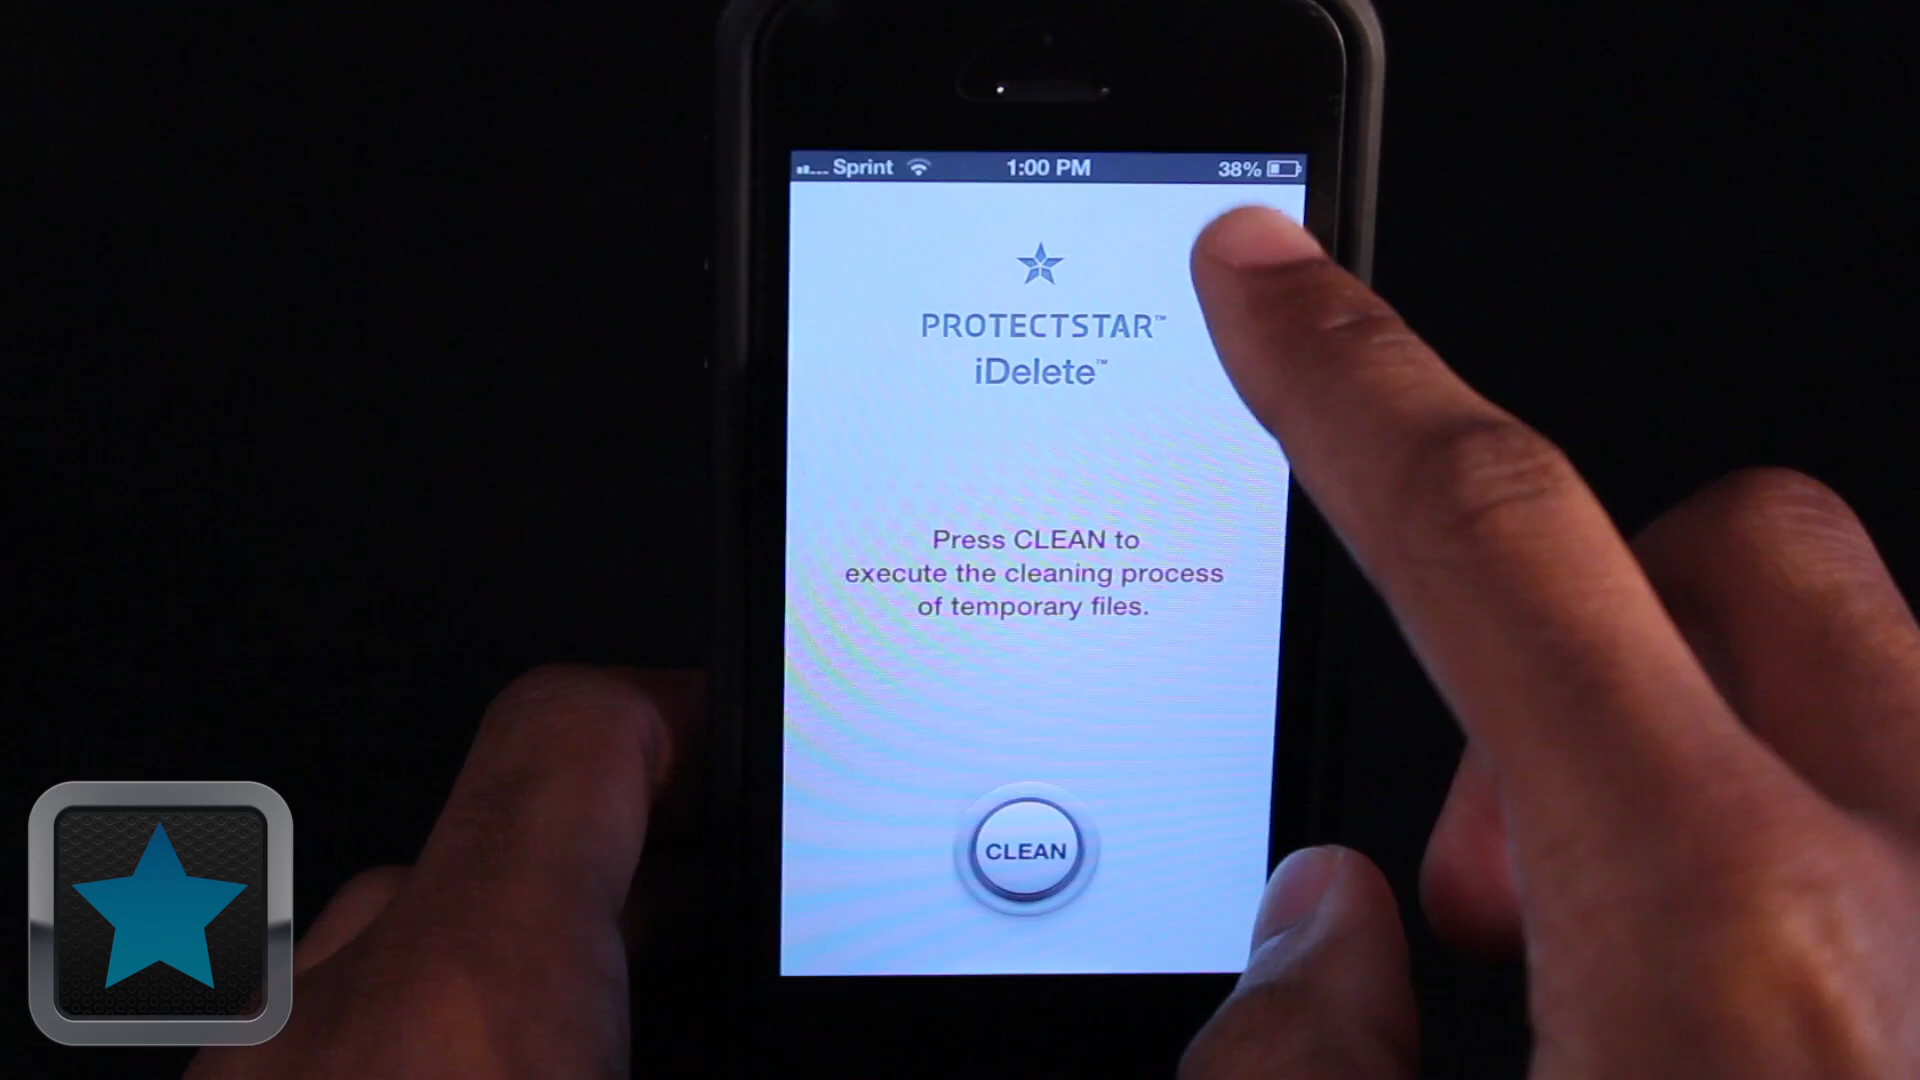 Sprint 1:00 PM 38%
PROTECTSTAR™
iDelete™
Press CLEAN to
execute the cleaning process
of temporary files.
CLEAN